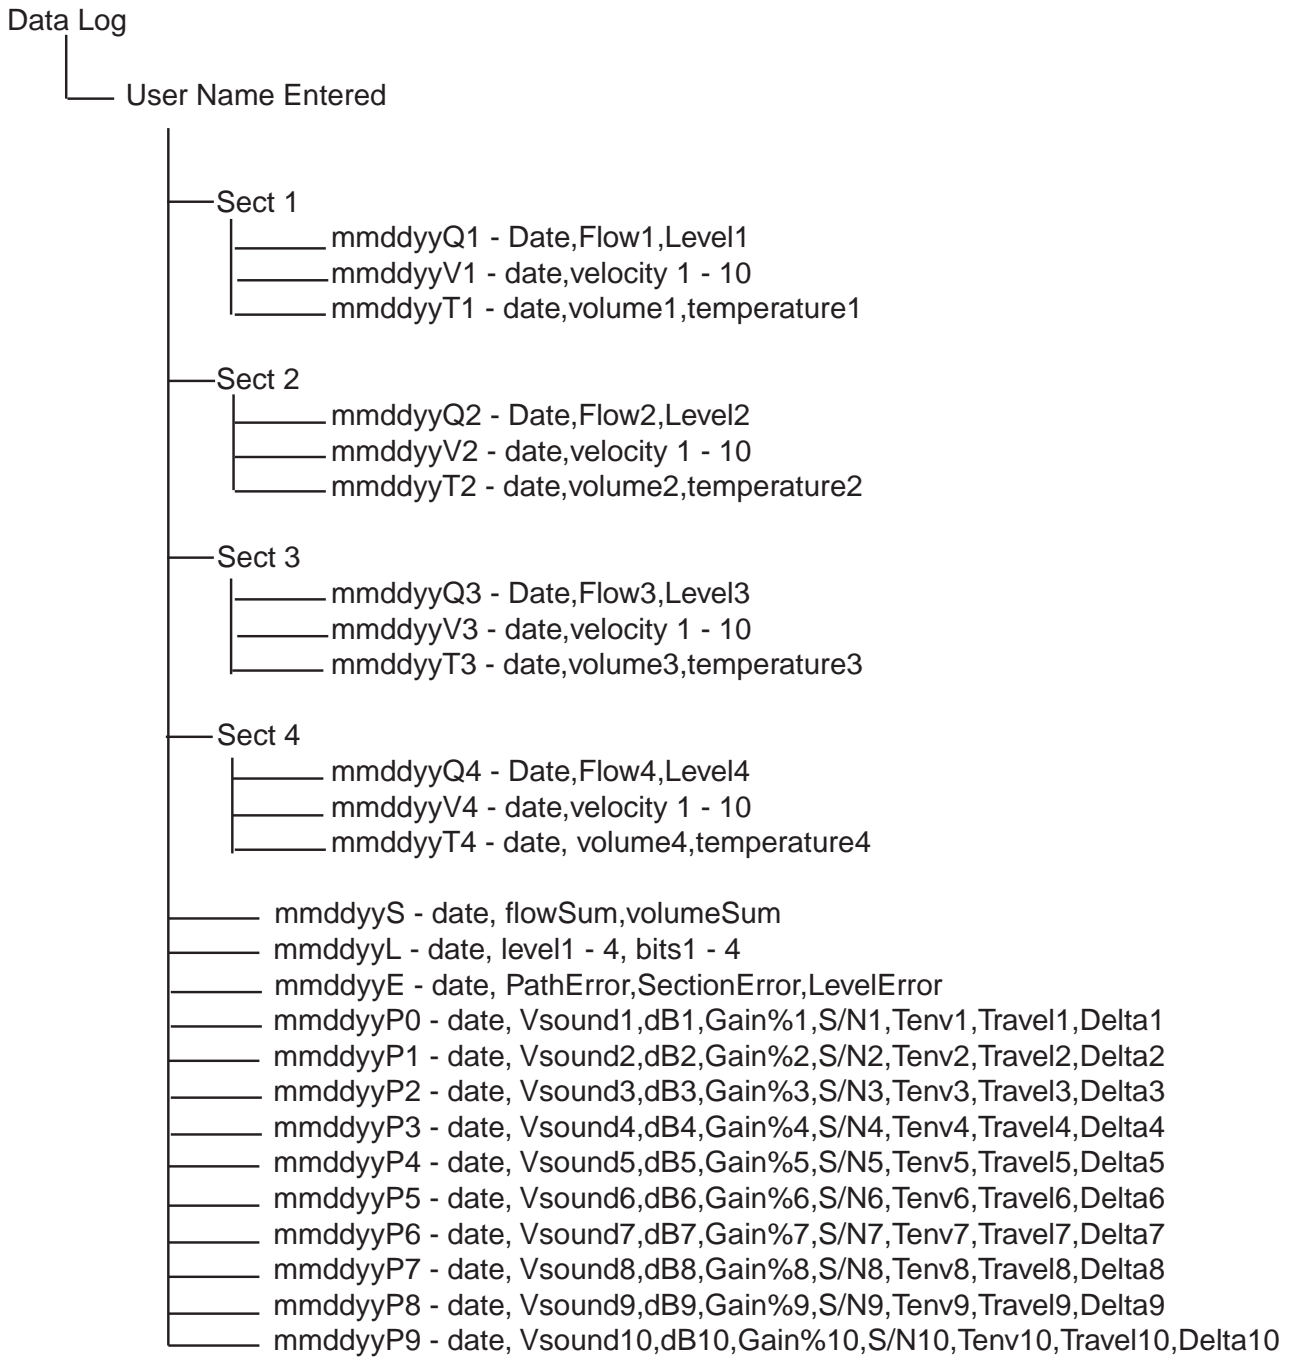 Data Log
User Name Entered
Sect 1
mmddyyQ1 - Date,Flow1,Level1
mmddyyV1 - date,velocity 1 - 10
mmddyyT1 - date,volume1,temperature1
Sect 2
mmddyyQ2 - Date,Flow2,Level2
mmddyyV2 - date,velocity 1 - 10
mmddyyT2 - date,volume2,temperature2
Sect 3
mmddyyQ3 - Date,Flow3,Level3
mmddyyV3 - date,velocity 1 - 10
mmddyyT3 - date,volume3,temperature3
Sect 4
mmddyyQ4 - Date,Flow4,Level4
mmddyyV4 - date,velocity 1 - 10
mmddyyT4 - date, volume4,temperature4
mmddyyS - date, flowSum,volumeSum
mmddyyL - date, level1 - 4, bits1 - 4
mmddyyE - date, PathError,SectionError,LevelError
mmddyyP0 - date, Vsound1,dB1,Gain%1,S/N1,Tenv1,Travel1,Delta1
mmddyyP1 - date, Vsound2,dB2,Gain%2,S/N2,Tenv2,Travel2,Delta2
mmddyyP2 - date, Vsound3,dB3,Gain%3,S/N3,Tenv3,Travel3,Delta3
mmddyyP3 - date, Vsound4,dB4,Gain%4,S/N4,Tenv4,Travel4,Delta4
mmddyyP4 - date, Vsound5,dB5,Gain%5,S/N5,Tenv5,Travel5,Delta5
mmddyyP5 - date, Vsound6,dB6,Gain%6,S/N6,Tenv6,Travel6,Delta6
mmddyyP6 - date, Vsound7,dB7,Gain%7,S/N7,Tenv7,Travel7,Delta7
mmddyyP7 - date, Vsound8,dB8,Gain%8,S/N8,Tenv8,Travel8,Delta8
mmddyyP8 - date, Vsound9,dB9,Gain%9,S/N9,Tenv9,Travel9,Delta9
mmddyyP9 - date, Vsound10,dB10,Gain%10,S/N10,Tenv10,Travel10,Delta10